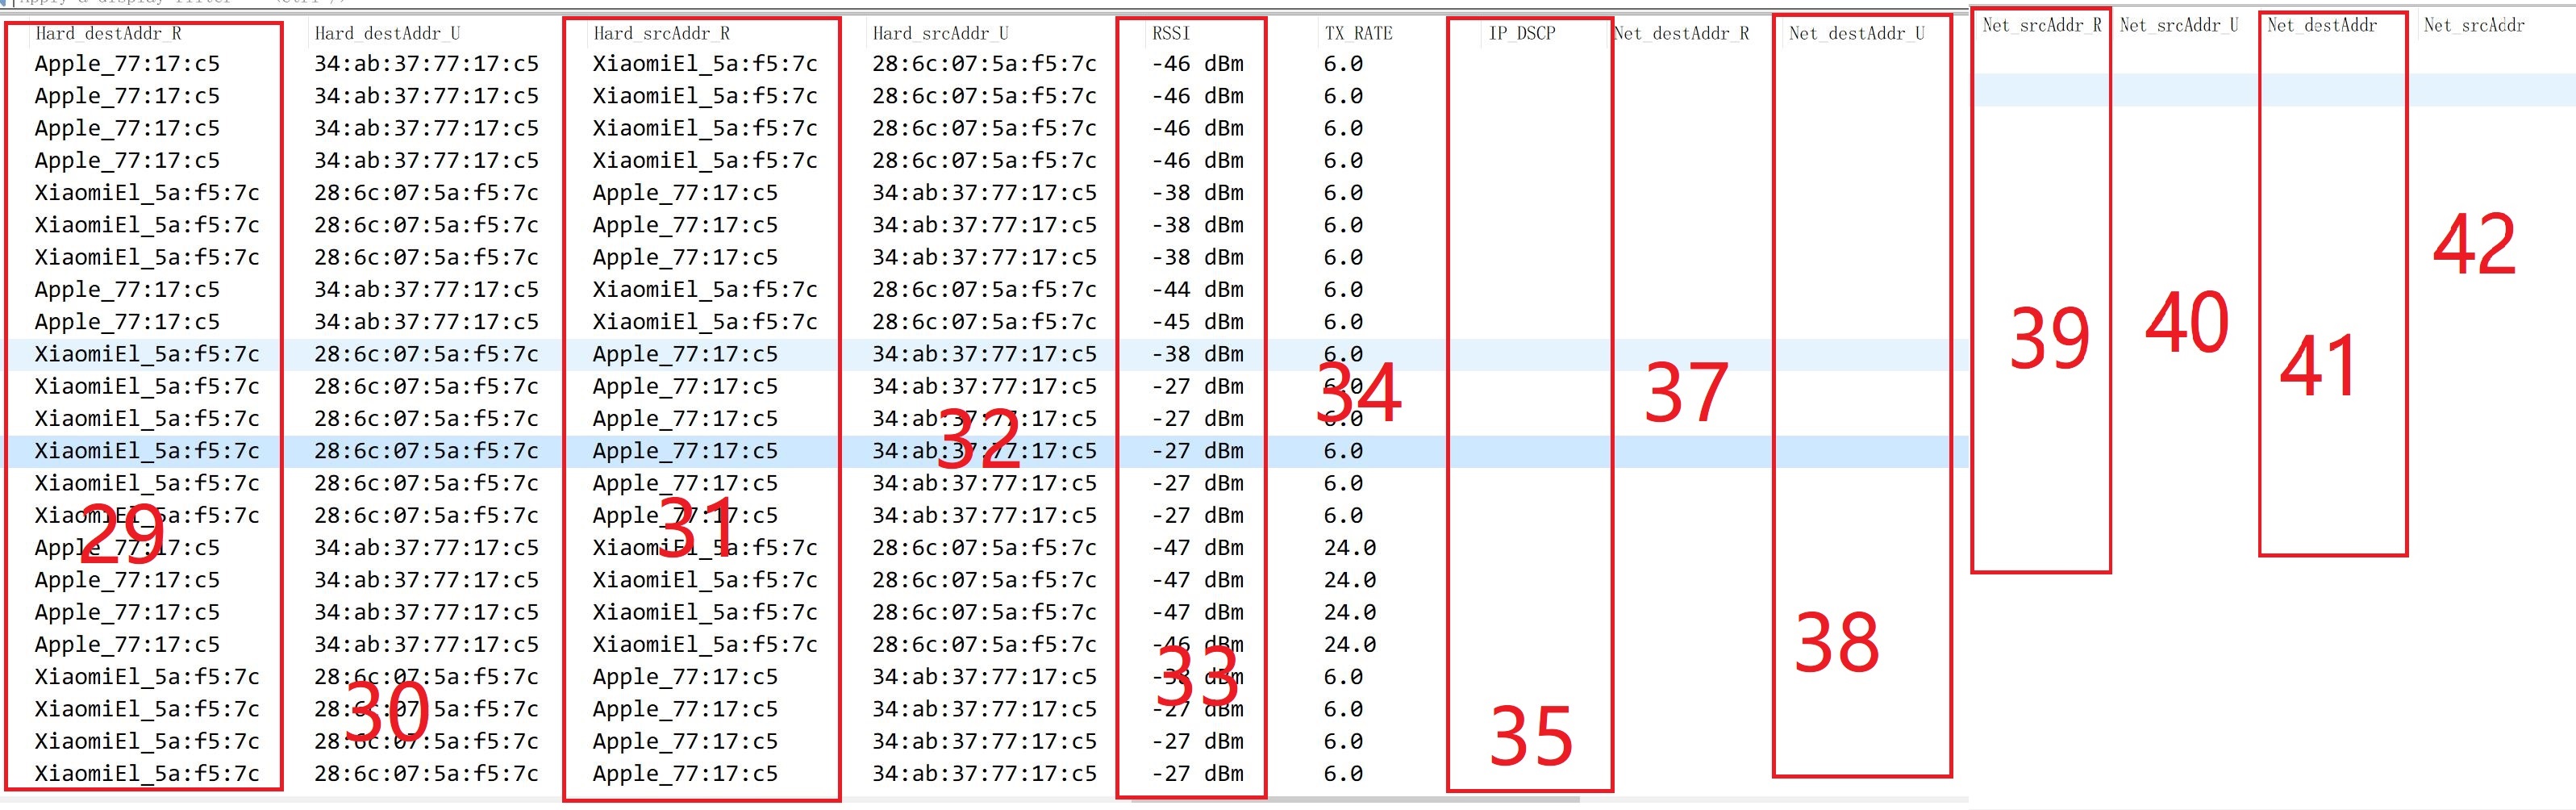 Hard_destAddr_R Hard_destAddr_U Hard_srcAddr_R Hard_srcAddr_U RSSI TX_RATE IP_DSCP Net_destAddr_R Net_destAddr_U Net_srcAddr_R Net_srcAddr_U Net_destAddr Net_srcAddr
Apple_77:17:c5 34:ab:37:77:17:c5 XiaomiEl_5a:f5:7c 28:6c:07:5a:f5:7c -46 dBm 6.0
Apple_77:17:c5 34:ab:37:77:17:c5 XiaomiEl_5a:f5:7c 28:6c:07:5a:f5:7c -46 dBm 6.0
Apple_77:17:c5 34:ab:37:77:17:c5 XiaomiEl_5a:f5:7c 28:6c:07:5a:f5:7c -46 dBm 6.0
Apple_77:17:c5 34:ab:37:77:17:c5 XiaomiEl_5a:f5:7c 28:6c:07:5a:f5:7c -46 dBm 6.0
XiaomiEl_5a:f5:7c 28:6c:07:5a:f5:7c Apple_77:17:c5 34:ab:37:77:17:c5 -38 dBm 6.0
XiaomiEl_5a:f5:7c 28:6c:07:5a:f5:7c Apple_77:17:c5 34:ab:37:77:17:c5 -38 dBm 6.0
XiaomiEl_5a:f5:7c 28:6c:07:5a:f5:7c Apple_77:17:c5 34:ab:37:77:17:c5 -38 dBm 6.0
Apple_77:17:c5 34:ab:37:77:17:c5 XiaomiEl_5a:f5:7c 28:6c:07:5a:f5:7c -44 dBm 6.0
Apple_77:17:c5 34:ab:37:77:17:c5 XiaomiEl_5a:f5:7c 28:6c:07:5a:f5:7c -45 dBm 6.0
XiaomiEl_5a:f5:7c 28:6c:07:5a:f5:7c Apple_77:17:c5 34:ab:37:77:17:c5 -38 dBm 6.0
XiaomiEl_5a:f5:7c 28:6c:07:5a:f5:7c Apple_77:17:c5 34:ab:37:77:17:c5 -27 dBm 6.0
XiaomiEl_5a:f5:7c 28:6c:07:5a:f5:7c Apple_77:17:c5 34:ab:37:77:17:c5 -27 dBm 6.0
XiaomiEl_5a:f5:7c 28:6c:07:5a:f5:7c Apple_77:17:c5 34:ab:37:77:17:c5 -27 dBm 6.0
XiaomiEl_5a:f5:7c 28:6c:07:5a:f5:7c Apple_77:17:c5 34:ab:37:77:17:c5 -27 dBm 6.0
XiaomiEl_5a:f5:7c 28:6c:07:5a:f5:7c Apple_77:17:c5 34:ab:37:77:17:c5 -27 dBm 6.0
Apple_77:17:c5 34:ab:37:77:17:c5 XiaomiEl_5a:f5:7c 28:6c:07:5a:f5:7c -47 dBm 24.0
Apple_77:17:c5 34:ab:37:77:17:c5 XiaomiEl_5a:f5:7c 28:6c:07:5a:f5:7c -47 dBm 24.0
Apple_77:17:c5 34:ab:37:77:17:c5 XiaomiEl_5a:f5:7c 28:6c:07:5a:f5:7c -47 dBm 24.0
Apple_77:17:c5 34:ab:37:77:17:c5 XiaomiEl_5a:f5:7c 28:6c:07:5a:f5:7c -46 dBm 24.0
XiaomiEl_5a:f5:7c 28:6c:07:5a:f5:7c Apple_77:17:c5 34:ab:37:77:17:c5 -38 dBm 6.0
XiaomiEl_5a:f5:7c 28:6c:07:5a:f5:7c Apple_77:17:c5 34:ab:37:77:17:c5 -27 dBm 6.0
XiaomiEl_5a:f5:7c 28:6c:07:5a:f5:7c Apple_77:17:c5 34:ab:37:77:17:c5 -27 dBm 6.0
XiaomiEl_5a:f5:7c 28:6c:07:5a:f5:7c Apple_77:17:c5 34:ab:37:77:17:c5 -27 dBm 6.0
29
30
31
32
33
34
35
37
38
39
40
41
42